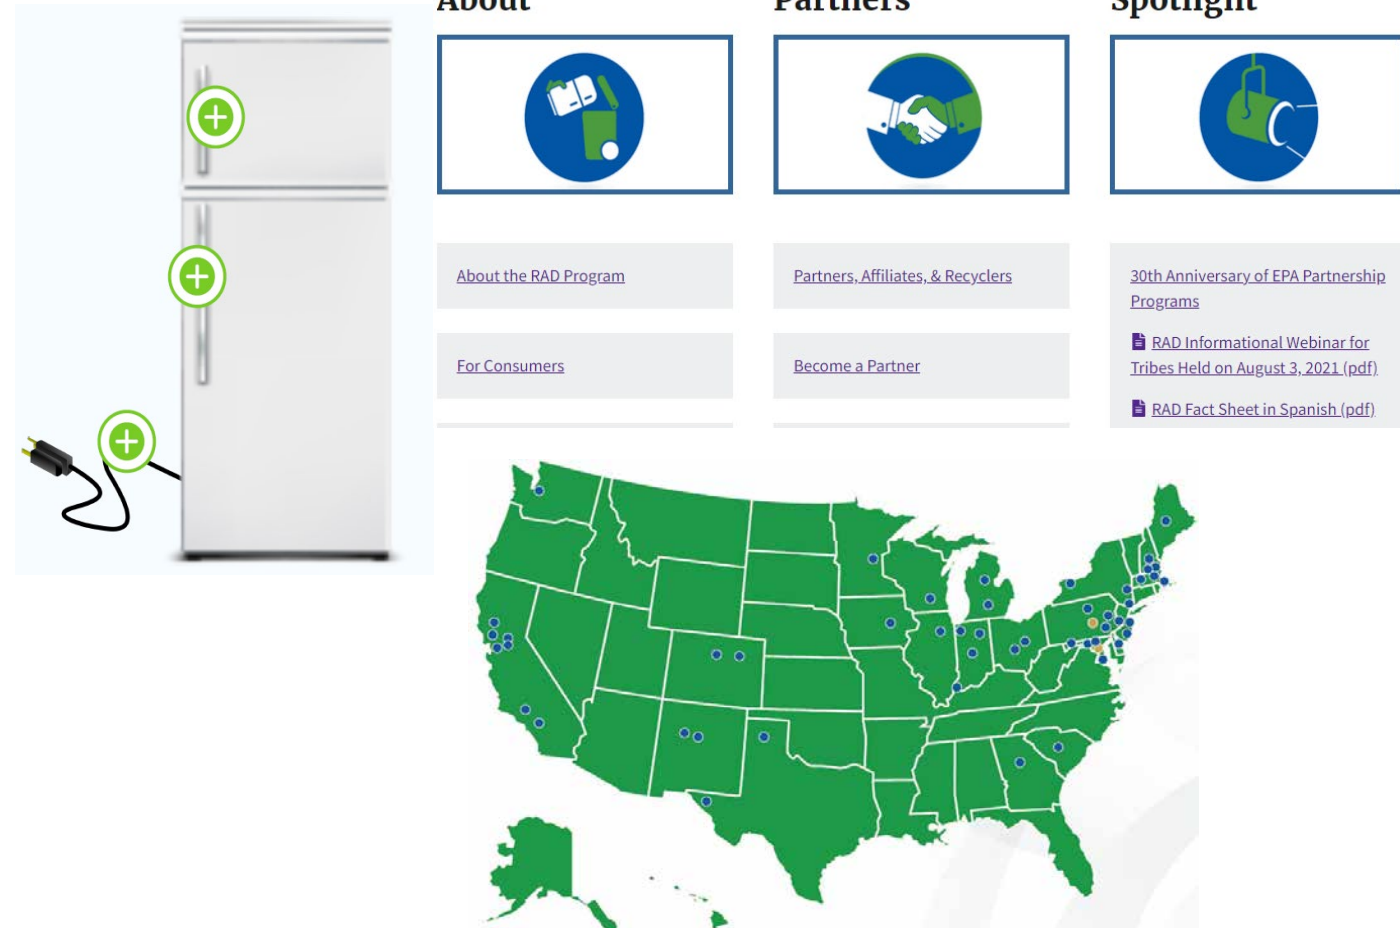 About
Partners
Spotlight
About the RAD Program
For Consumers
Partners, Affiliates, & Recyclers
Become a Partner
30th Anniversary of EPA Partnership
Programs
RAD Informational Webinar for
Tribes Held on August 3, 2021 (pdf)
RAD Fact Sheet in Spanish (pdf)